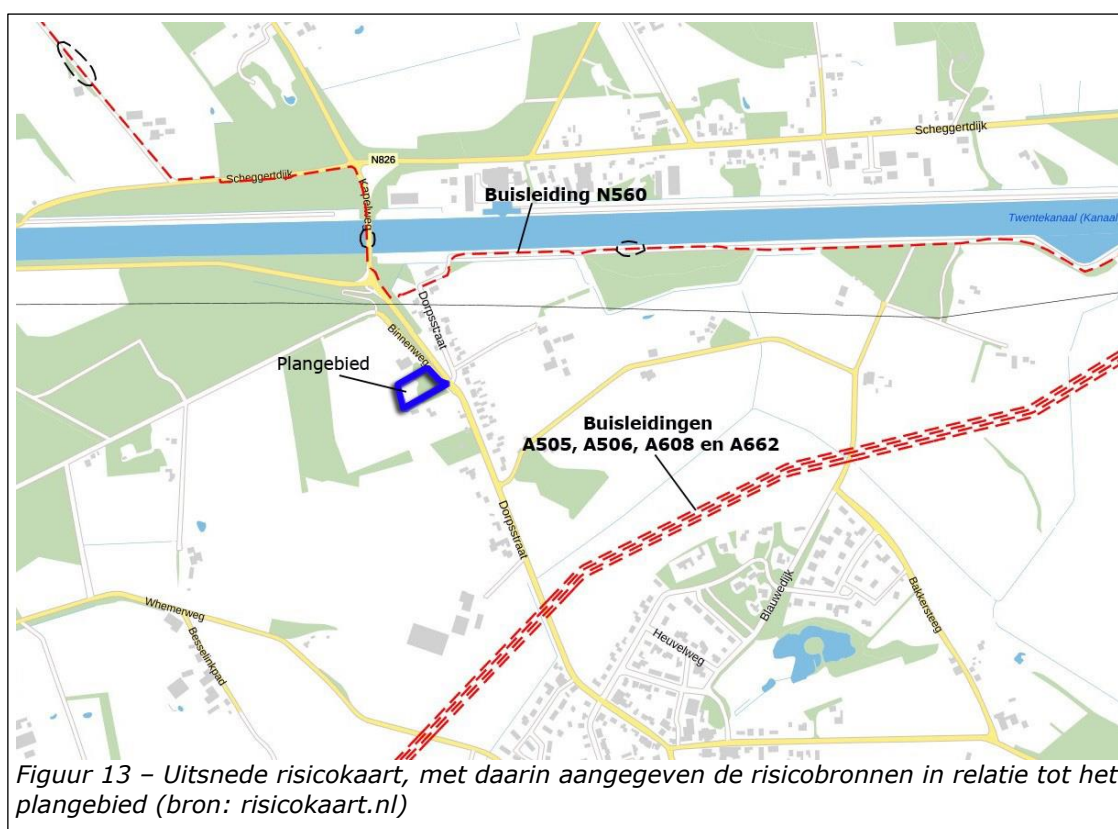 Scheggertdijk
N826
Scheggertdijk
Kapelweg
Buisleiding N560
Twentekanaal (Kanaal
Dorpsstraat
Binnenweg
Plangebied
Buisleidingen
A505, A506, A608 en A662
Dorpsstraat
Whemerweg
Besselinkpad
Heuvelweg
Blauwedijk
Bakkersteeg
Figuur 13 – Uitsnede risicokaart, met daarin aangegeven de risicobronnen in relatie tot het
plangebied (bron: risicokaart.nl)